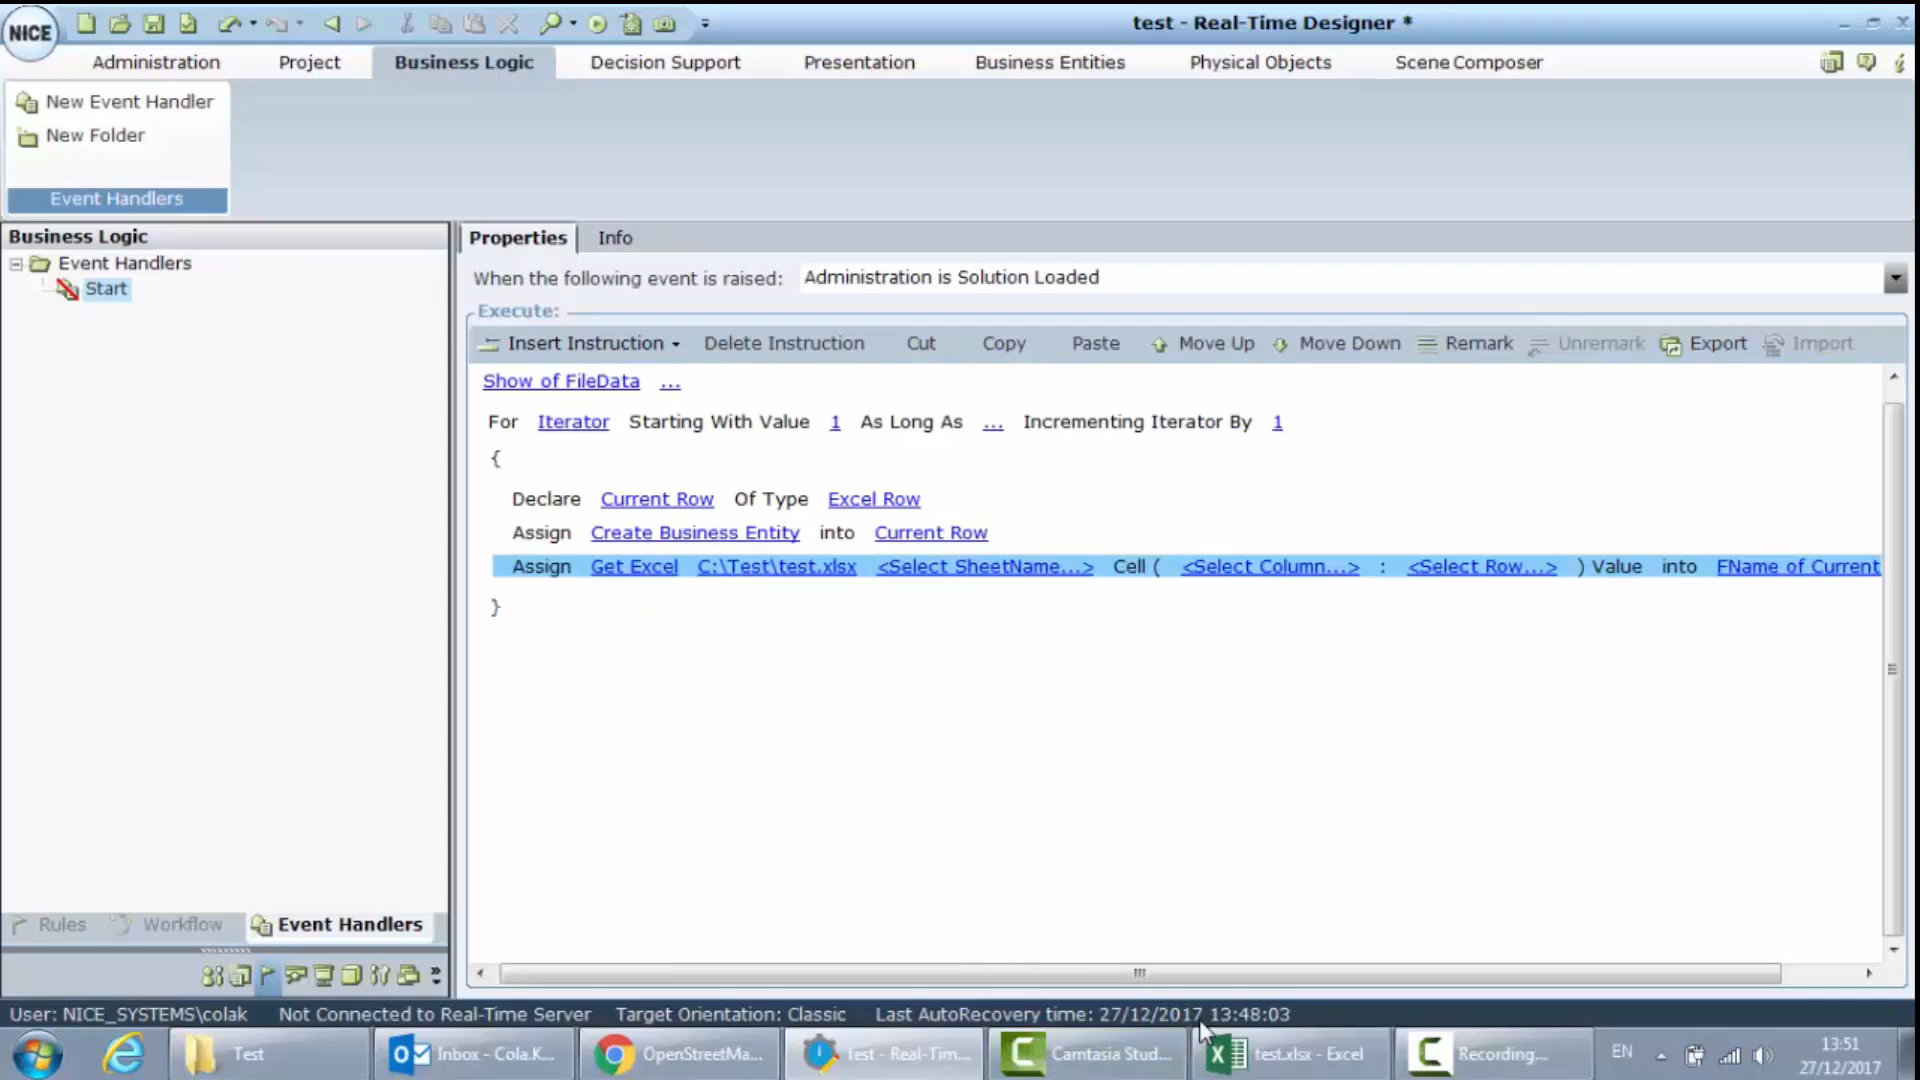 NICE
test - Real-Time Designer *
Administration Project Business Logic Decision Support Presentation Business Entities Physical Objects Scene Composer
New Event Handler
New Folder
Event Handlers
Business Logic
Event Handlers
Start
Properties Info
When the following event is raised: Administration is Solution Loaded
Execute:
Insert Instruction Delete Instruction Cut Copy Paste Move Up Move Down Remark Unremark Export Import
Show of FileData ...
For Iterator Starting With Value 1 As Long As ... Incrementing Iterator By 1
{
Declare Current Row Of Type Excel Row
Assign Create Business Entity into Current Row
Assign Get Excel C:\Test\test.xlsx <Select SheetName...> Cell ( <Select Column...> : <Select Row...> ) Value into FName of Current
}
Rules Workflow Event Handlers
User: NICE_SYSTEMS\colak Not Connected to Real-Time Server Target Orientation: Classic Last AutoRecovery time: 27/12/2017 13:48:03
Test Inbox - Cola.K... OpenStreetMa... test - Real-Tim... Camtasia Stud... test.xlsx - Excel Recording... EN 13:51
27/12/2017